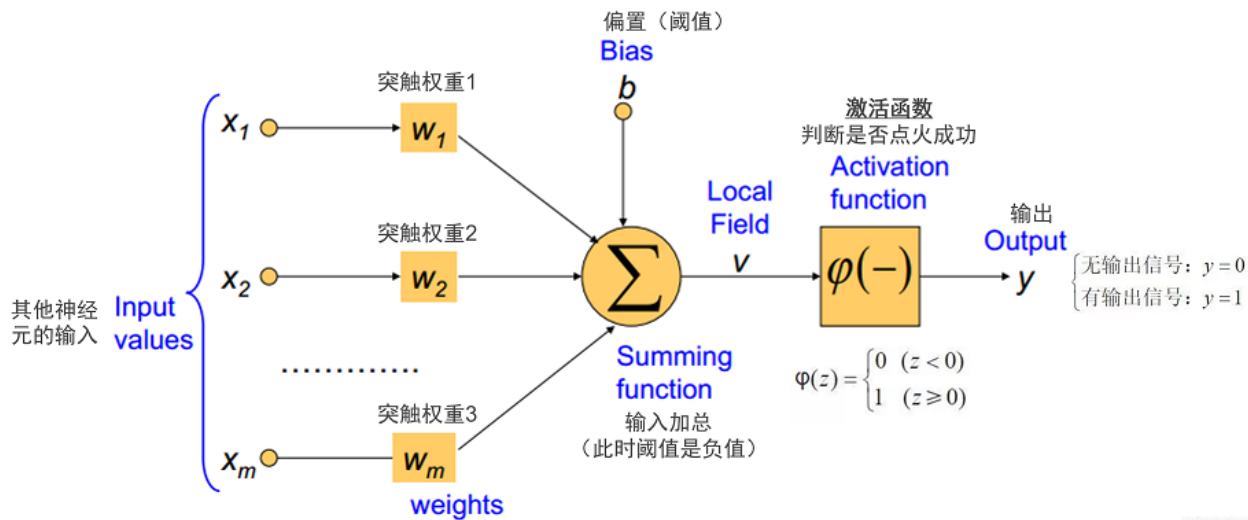 偏置（阈值）
Bias
b
突触权重1
x1
w1
激活函数
判断是否点火成功
Activation
function
Local
Field
v
φ(−)
输出
Output
y
无输出信号：y = 0
有输出信号：y = 1
突触权重2
x2
w2
∑
其他神经
元的输入
Input
values
.............
Summing
function
输入加总
（此时阈值是负值）
φ(z) = {0 (z < 0)
1 (z ⩾ 0)
突触权重3
xm
wm
weights